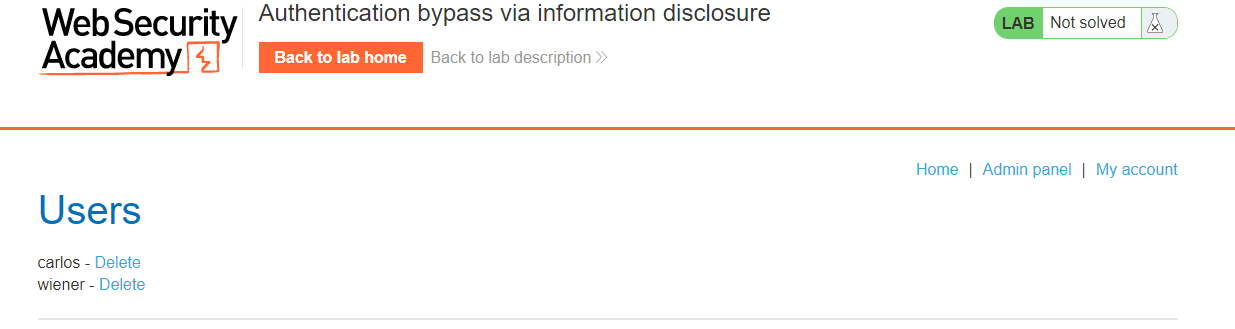 Web Security Academy
Authentication bypass via information disclosure
Back to lab home Back to lab description
LAB Not solved
Home | Admin panel | My account
Users
carlos - Delete
wiener - Delete